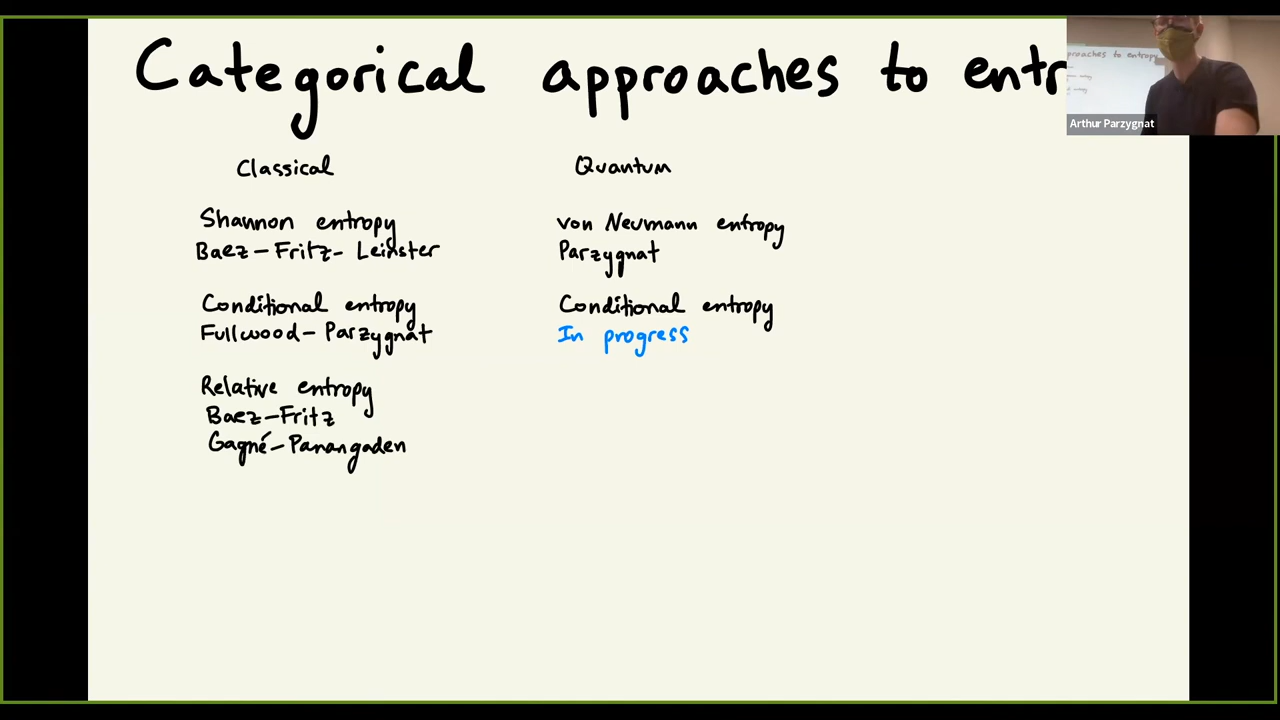 Categorical approaches to entr
Arthur Parzygnat
Classical
Quantum
Shannon entropy
Baez-Fritz-Leinster
von Neumann entropy
Parzygnat
Conditional entropy
Fullwood-Parzygnat
Conditional entropy
In progress
Relative entropy
Baez-Fritz
Gagné-Panangaden